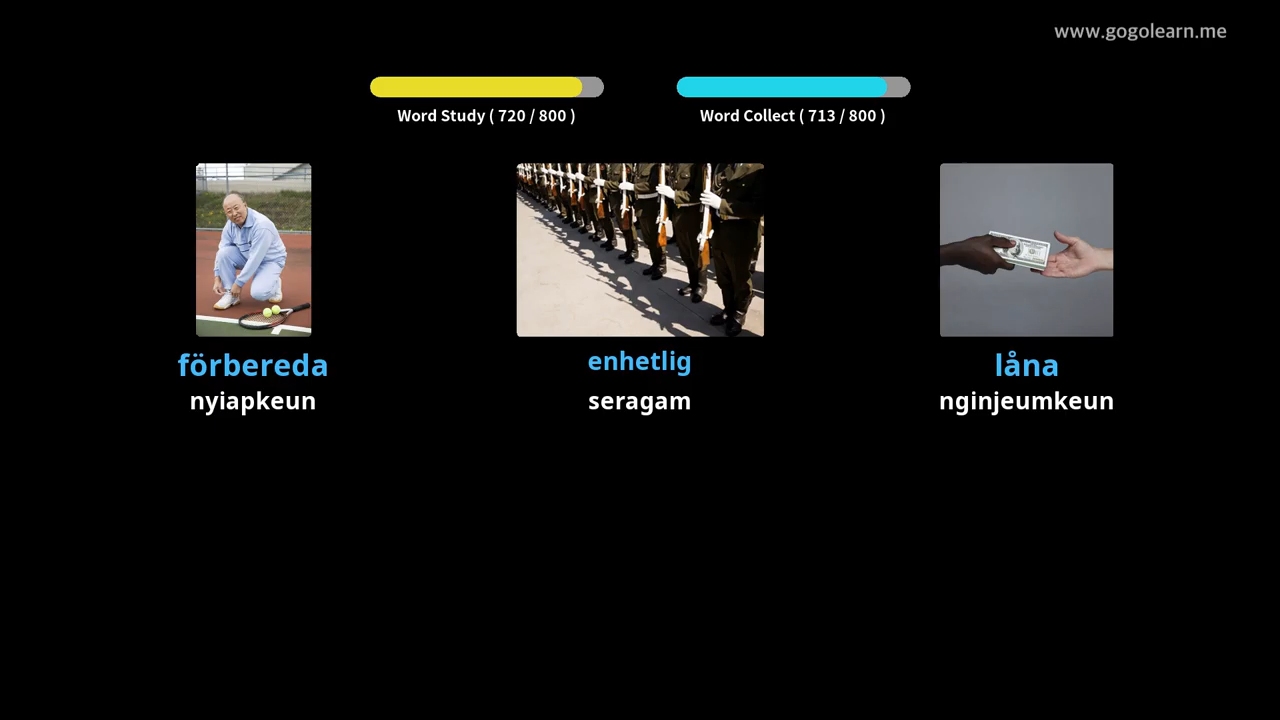 www.gogolearn.me
Word Study ( 720 / 800 )
Word Collect ( 713 / 800 )
förbereda
nyiapkeun
enhetlig
seragam
låna
nginjeumkeun